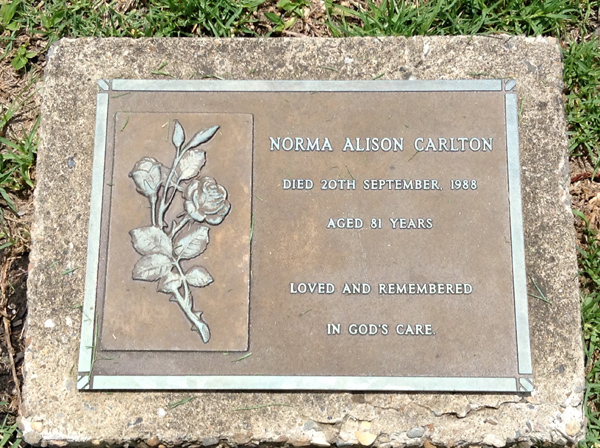 NORMA ALISON CARLTON
DIED 20TH SEPTEMBER, 1988
AGED 81 YEARS
LOVED AND REMEMBERED
IN GOD'S CARE.